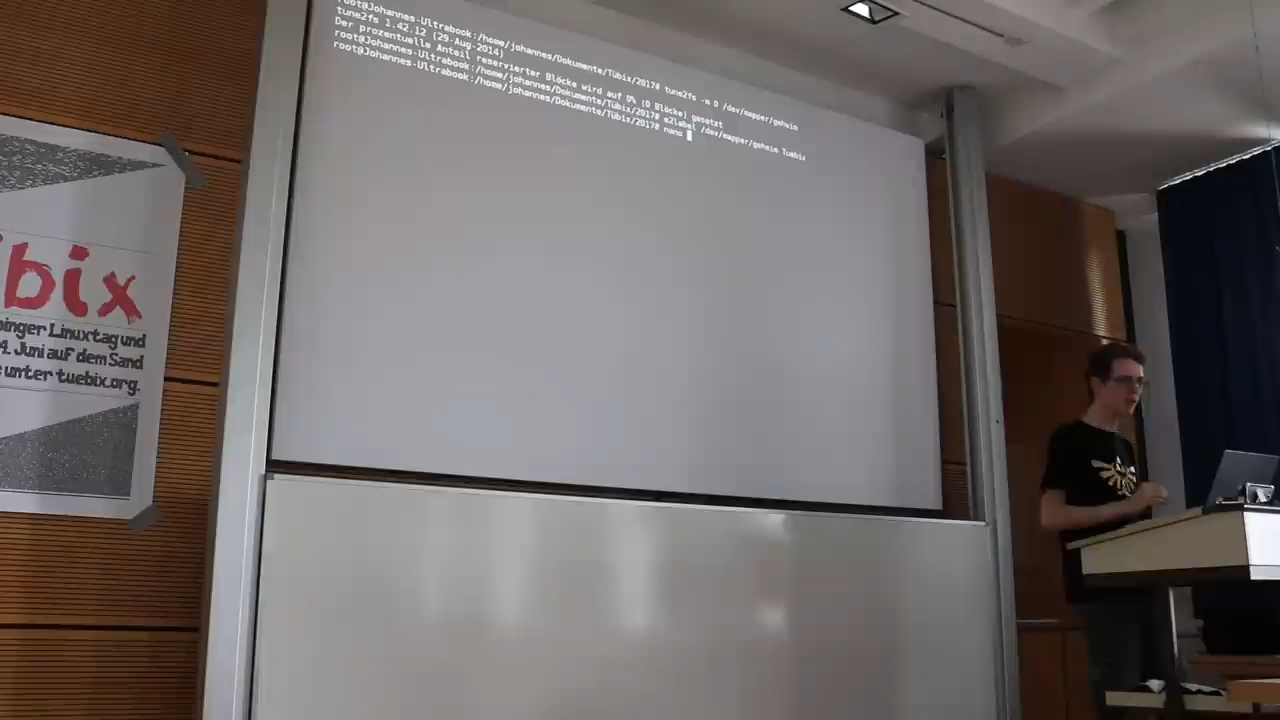 root@Johannes-Ultrabook:/home/johannes/Dokumente/Tübix/2017# tune2fs -m 0 /dev/mapper/geheim
tune2fs 1.42.12 (29-Aug-2014)
Der prozentuelle Anteil reservierter Blöcke wird auf 0% (0 Blöcke) gesetzt
root@Johannes-Ultrabook:/home/johannes/Dokumente/Tübix/2017# e2label /dev/mapper/geheim Tuebix
root@Johannes-Ultrabook:/home/johannes/Dokumente/Tübix/2017# nano
bix
inger Linuxtag und
4. Juni auf dem Sand
unter tuebix.org.